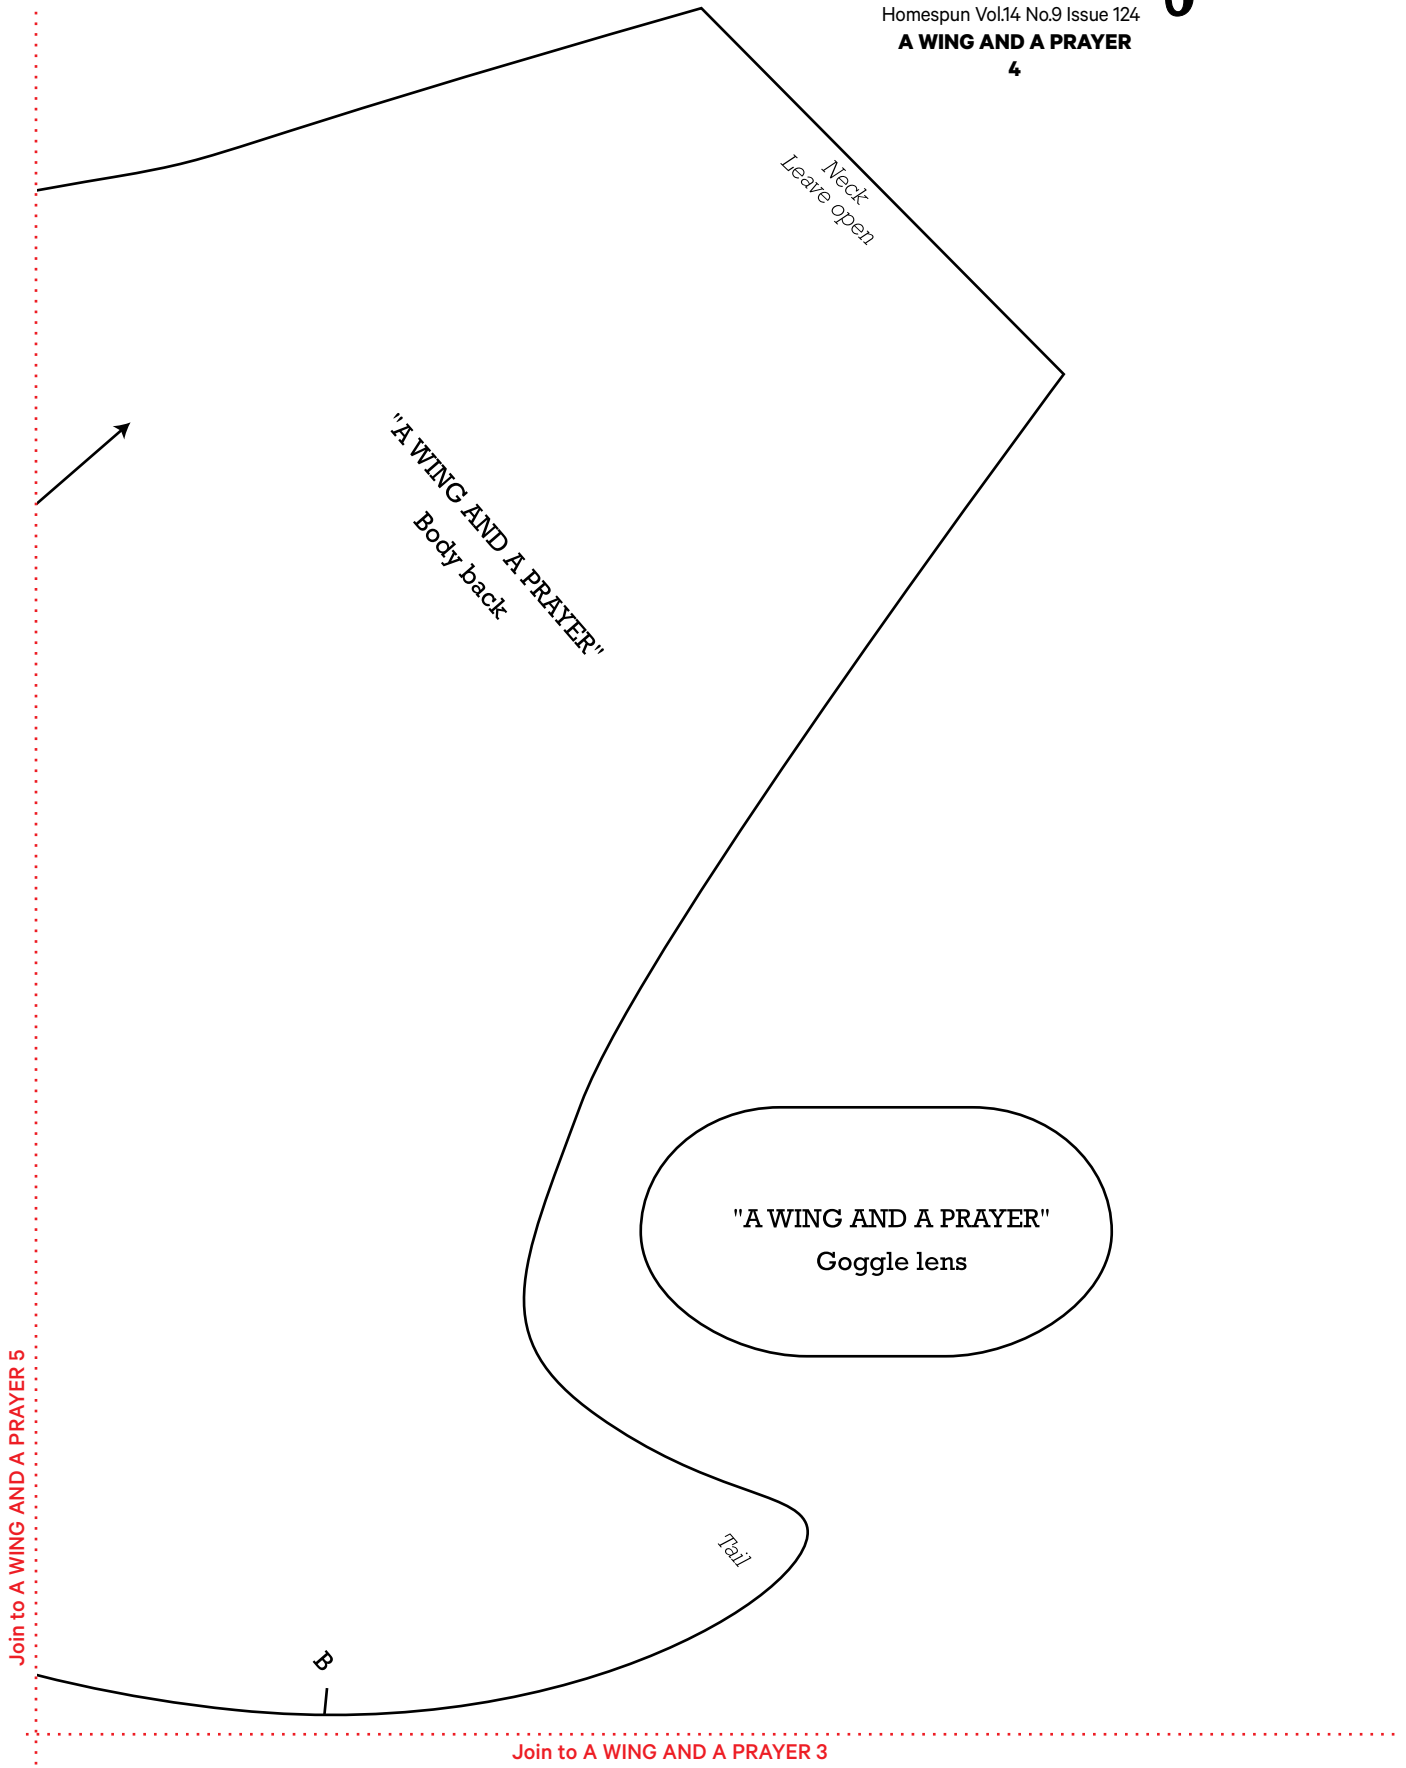 Homespun Vol.14 No.9 Issue 124
A WING AND A PRAYER
4
Neck
Leave open
"A WING AND A PRAYER"
Body back
"A WING AND A PRAYER"
Goggle lens
Tail
B
Join to A WING AND A PRAYER 5
Join to A WING AND A PRAYER 3